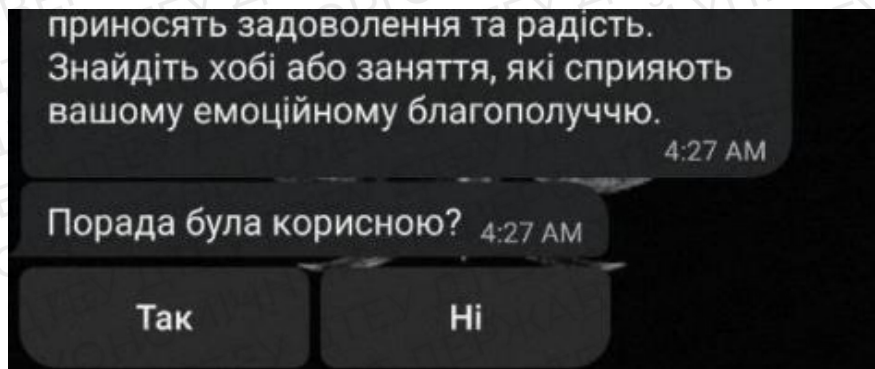 приносять задоволення та радість.
Знайдіть хобі або заняття, які сприяють
вашому емоційному благополуччю.
4:27 AM
Порада була корисною? 4:27 AM
Так Ні